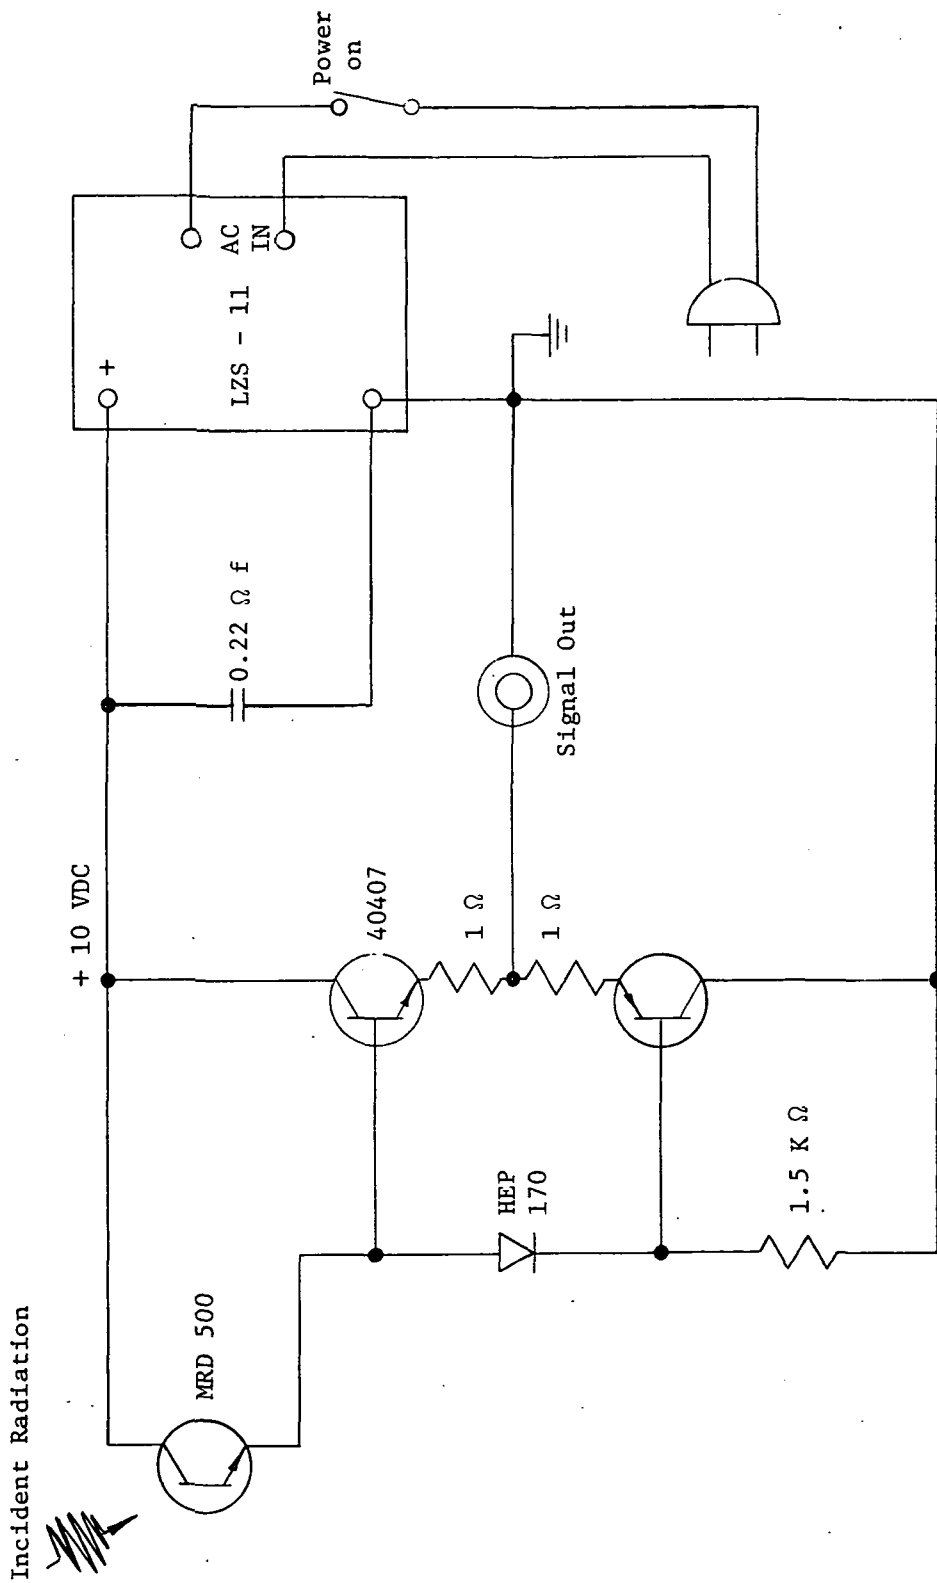 Incident Radiation
MRD 500
+ 10 VDC
HEP
170
1.5 K Ω
40407
1 Ω
1 Ω
0.22 Ω f
Signal Out
+
LZS - 11
AC
IN
Power
on